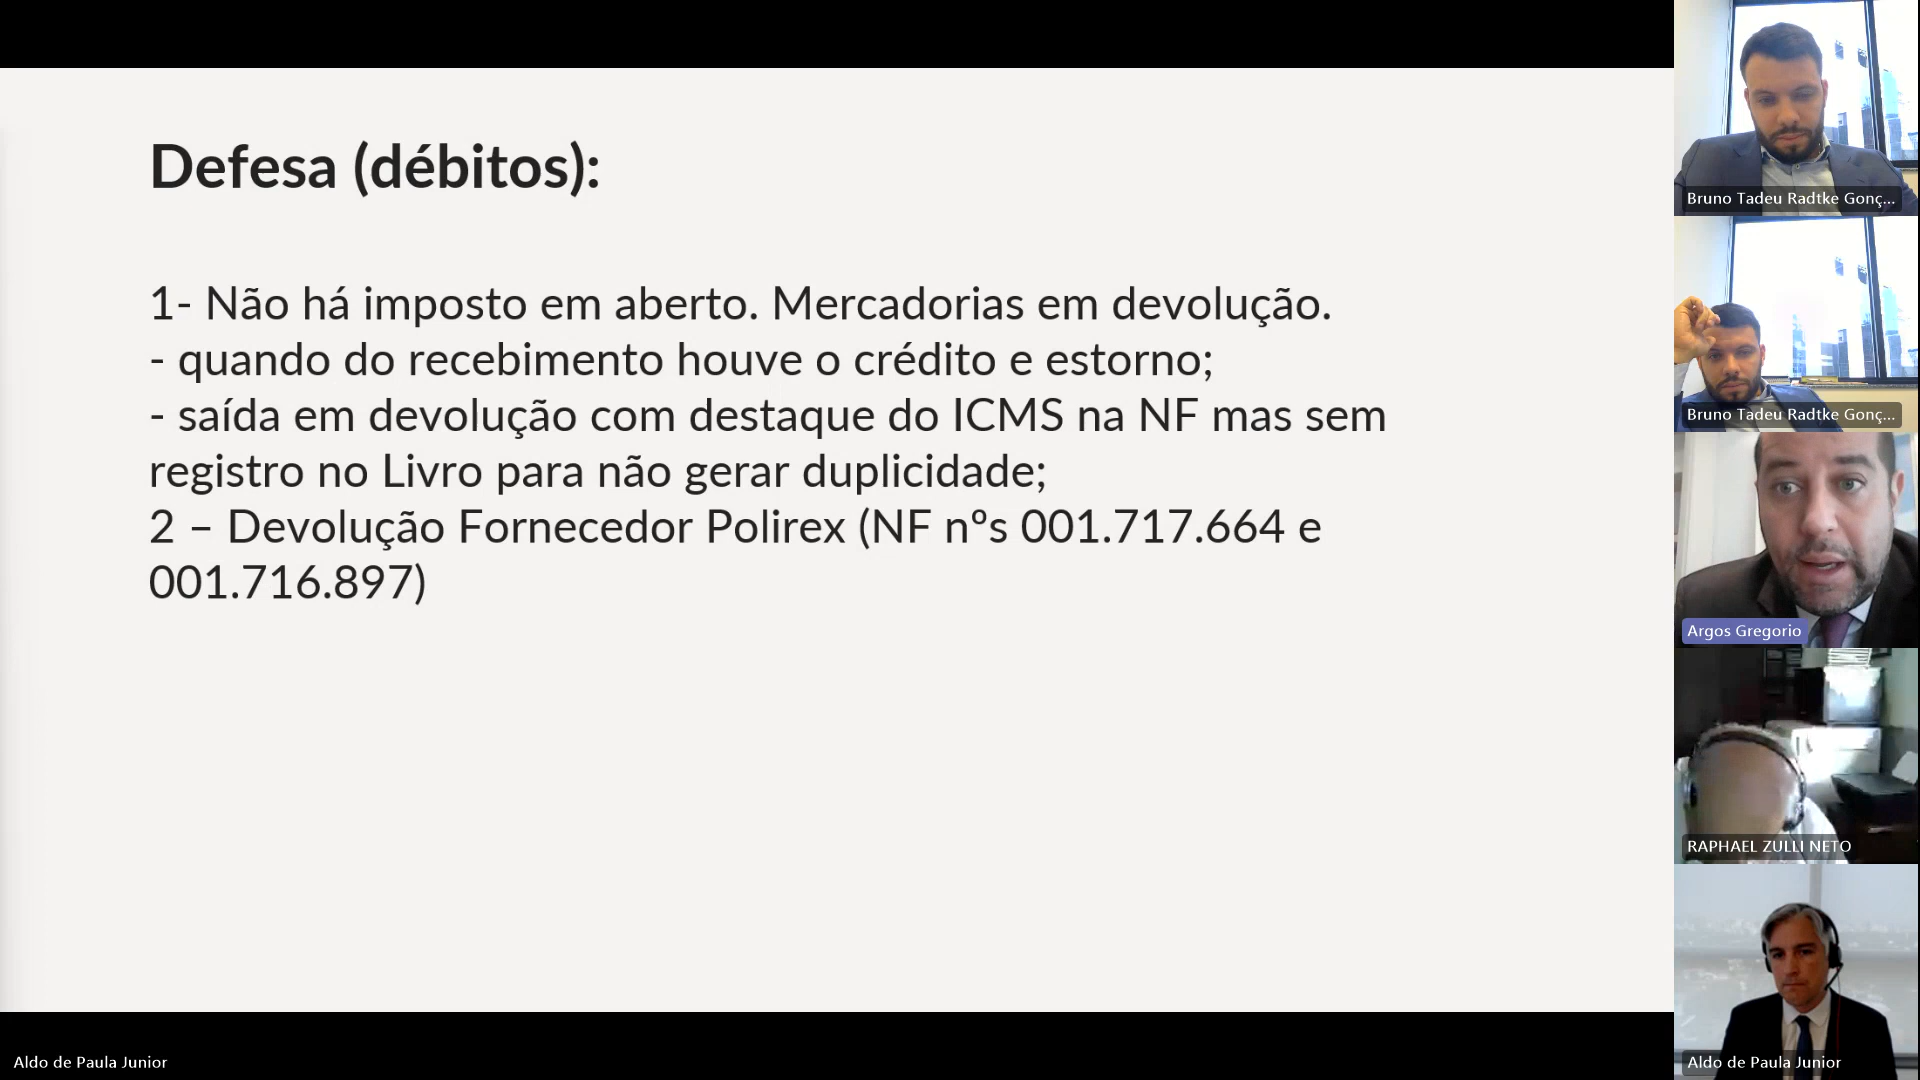 Defesa (débitos):
1- Não há imposto em aberto. Mercadorias em devolução.
- quando do recebimento houve o crédito e estorno;
- saída em devolução com destaque do ICMS na NF mas sem
registro no Livro para não gerar duplicidade;
2 – Devolução Fornecedor Polirex (NF nºs 001.717.664 e
001.716.897)
Aldo de Paula Junior
Bruno Tadeu Radtke Gonç...
Bruno Tadeu Radtke Gonç...
Argos Gregorio
RAPHAEL ZULLI NETO
Aldo de Paula Junior